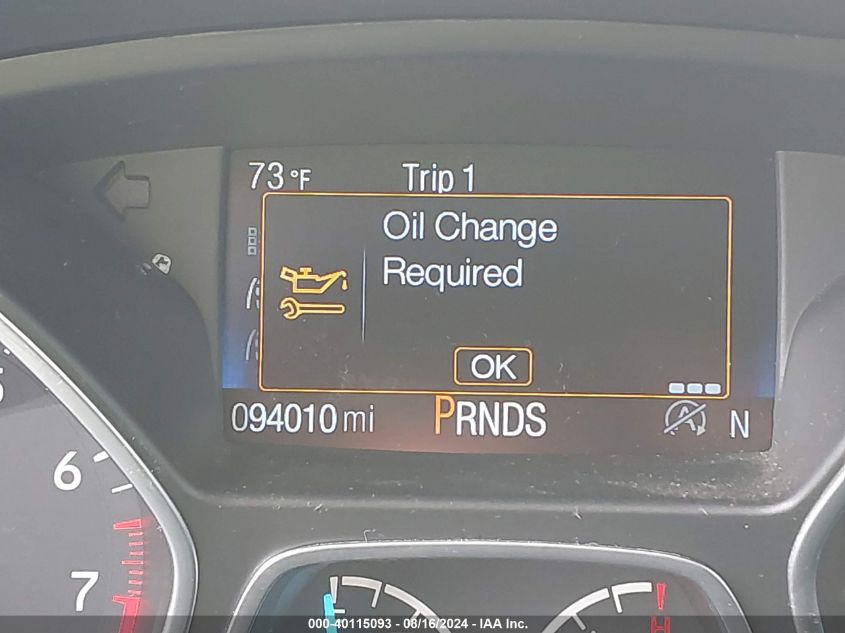 73 °F Trip 1
Oil Change
Required
OK
094010 mi PRNDS N
6
7
H
000-40115093 - 08/16/2024 - IAA Inc.